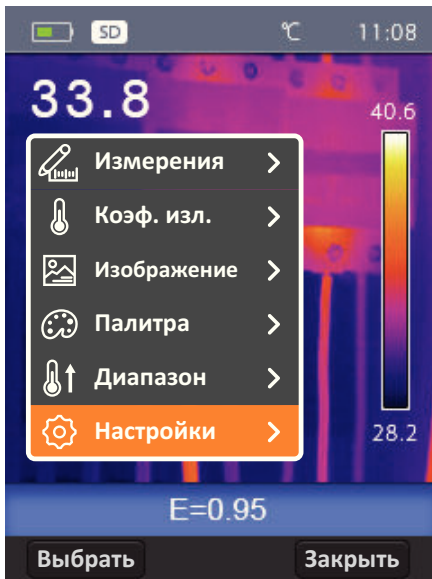 SD °C 11:08
33.8
40.6
Измерения
Коэф. изл.
Изображение
Палитра
Диапазон
Настройки
28.2
E=0.95
Выбрать Закрыть